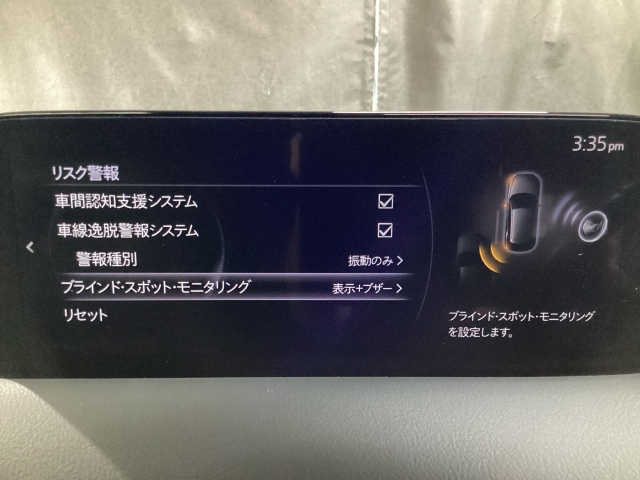 3:35pm
リスク警報
車間認知支援システム
車線逸脱警報システム
警報種別 振動のみ
ブラインド・スポット・モニタリング 表示+ブザー
リセット
ブラインド・スポット・モニタリング
を設定します。